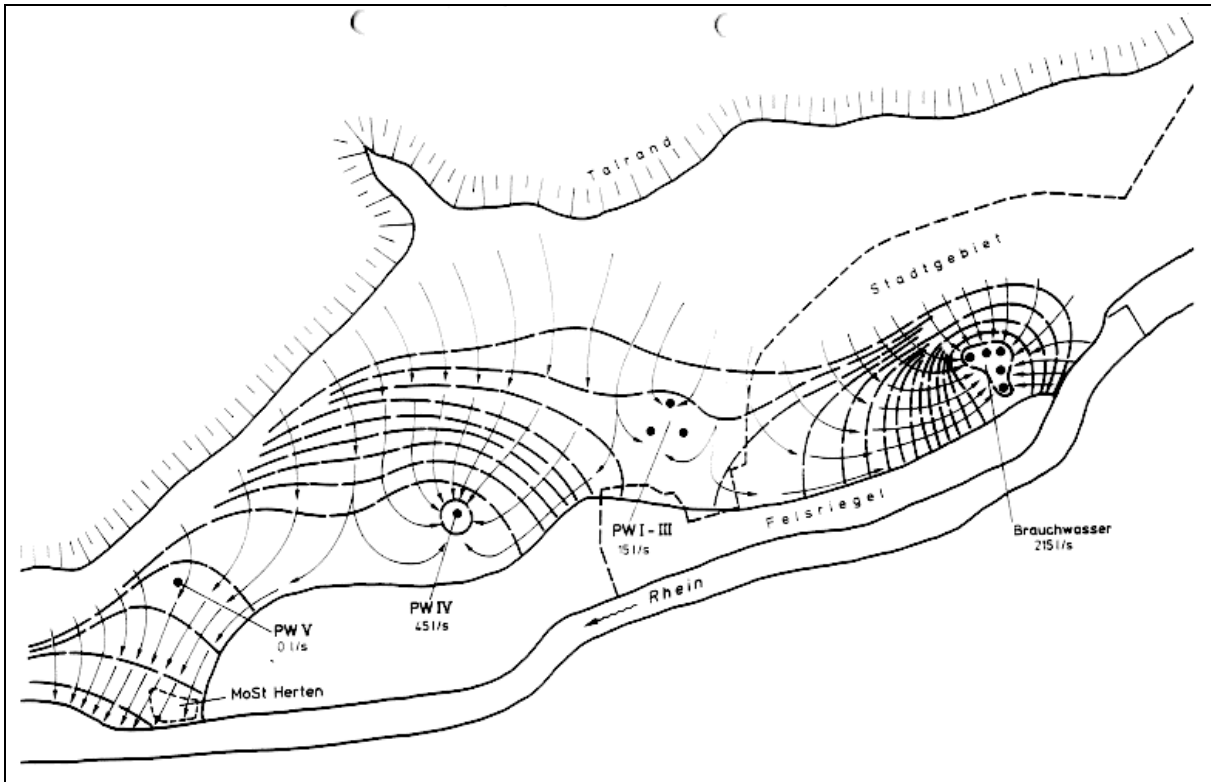 Talrand
Stadtgebiet
Felsriegel
Rhein
Brauchwasser
215 l/s
PW I - III
15 l/s
PW IV
45 l/s
PW V
0 l/s
MoSt Herten